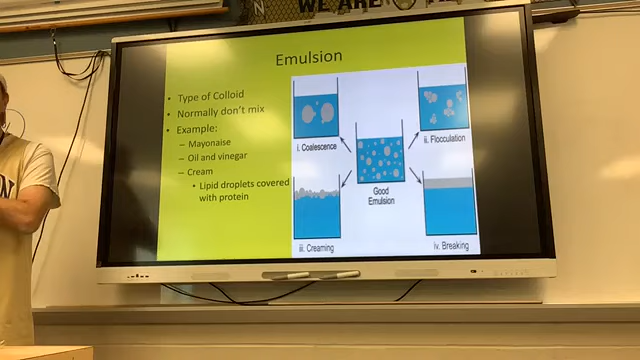 WE ARE
Emulsion
• Type of Colloid
• Normally don't mix
• Example:
– Mayonaise
– Oil and vinegar
– Cream
• Lipid droplets covered
with protein
i. Coalescence
ii. Flocculation
Good
Emulsion
iii. Creaming
iv. Breaking